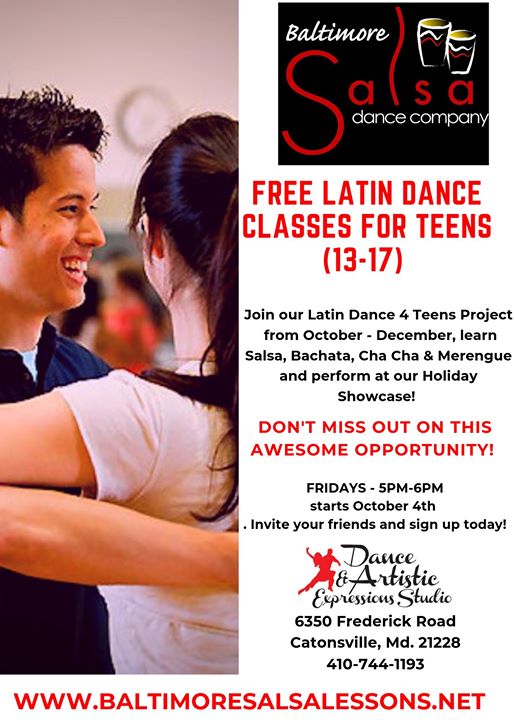 Baltimore
Salsa
dance company
FREE LATIN DANCE
CLASSES FOR TEENS
(13-17)
Join our Latin Dance 4 Teens Project
from October - December, learn
Salsa, Bachata, Cha Cha & Merengue
and perform at our Holiday
Showcase!
DON'T MISS OUT ON THIS
AWESOME OPPORTUNITY!
FRIDAYS - 5PM-6PM
starts October 4th
. Invite your friends and sign up today!
Dance
& Artistic
Expressions Studio
6350 Frederick Road
Catonsville, Md. 21228
410-744-1193
WWW.BALTIMORESALSALESSONS.NET